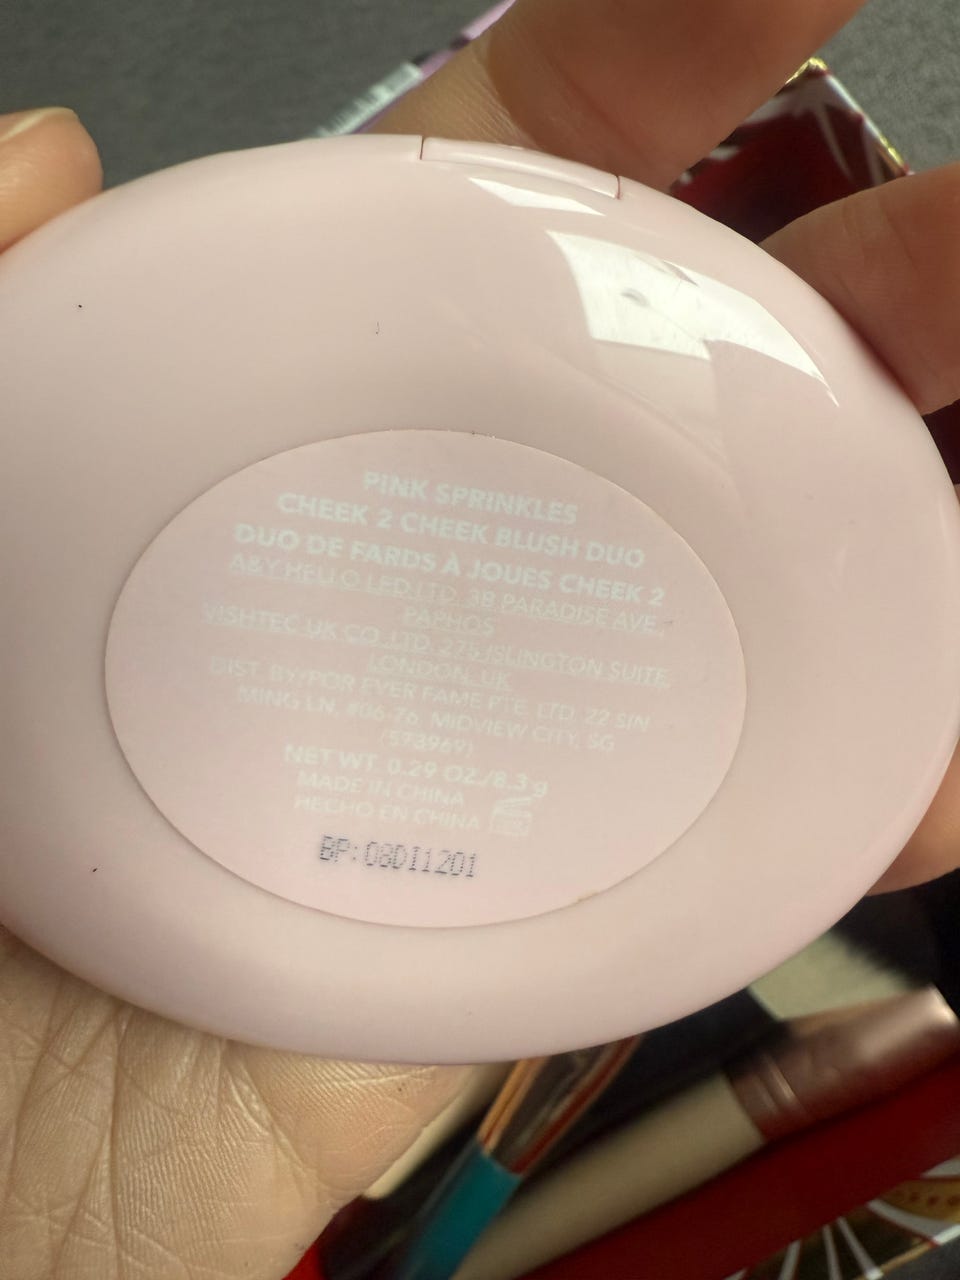 PINK SPRINKLES
CHEEK 2 CHEEK BLUSH DUO
DUO DE FARDS À JOUES CHEEK 2
A&Y HELLO LED LTD. 3B PARADISE AVE.,
PAPHOS
VISHTEC UK CO.,LTD. 275 ISLINGTON SUITE,
LONDON, UK
DIST. BY/POR EVER FAME PTE. LTD. 22 SIN
MING LN, #06-76, MIDVIEW CITY, SG
(573969)
NET WT. 0.29 OZ./8.3 g
MADE IN CHINA
HECHO EN CHINA
BP:08DI1201